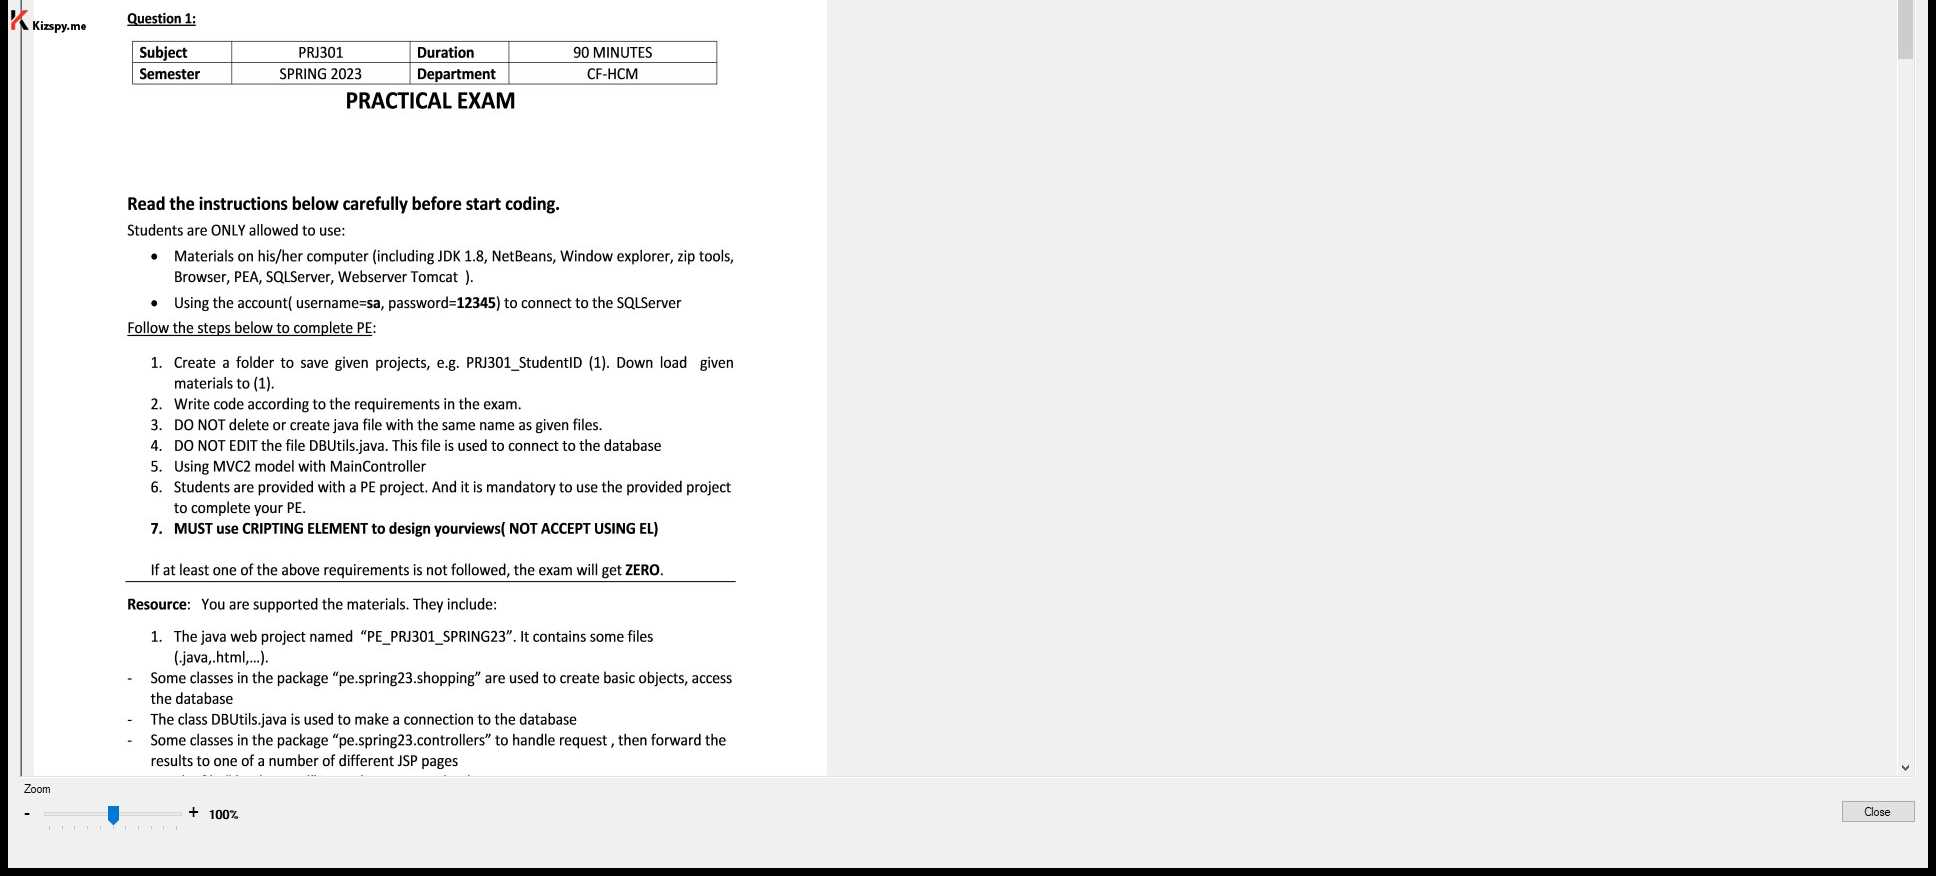 Kizspy.me
Question 1:
Subject PRJ301 Duration 90 MINUTES
Semester SPRING 2023 Department CF-HCM
PRACTICAL EXAM
Read the instructions below carefully before start coding.
Students are ONLY allowed to use:
• Materials on his/her computer (including JDK 1.8, NetBeans, Window explorer, zip tools,
Browser, PEA, SQLServer, Webserver Tomcat ).
• Using the account( username=sa, password=12345) to connect to the SQLServer
Follow the steps below to complete PE:
1. Create a folder to save given projects, e.g. PRJ301_StudentID (1). Down load given
materials to (1).
2. Write code according to the requirements in the exam.
3. DO NOT delete or create java file with the same name as given files.
4. DO NOT EDIT the file DBUtils.java. This file is used to connect to the database
5. Using MVC2 model with MainController
6. Students are provided with a PE project. And it is mandatory to use the provided project
to complete your PE.
7. MUST use CRIPTING ELEMENT to design yourviews( NOT ACCEPT USING EL)
If at least one of the above requirements is not followed, the exam will get ZERO.
Resource: You are supported the materials. They include:
1. The java web project named “PE_PRJ301_SPRING23”. It contains some files
(.java,.html,...).
- Some classes in the package “pe.spring23.shopping” are used to create basic objects, access
the database
- The class DBUtils.java is used to make a connection to the database
- Some classes in the package “pe.spring23.controllers” to handle request , then forward the
results to one of a number of different JSP pages
Zoom
- + 100%
Close